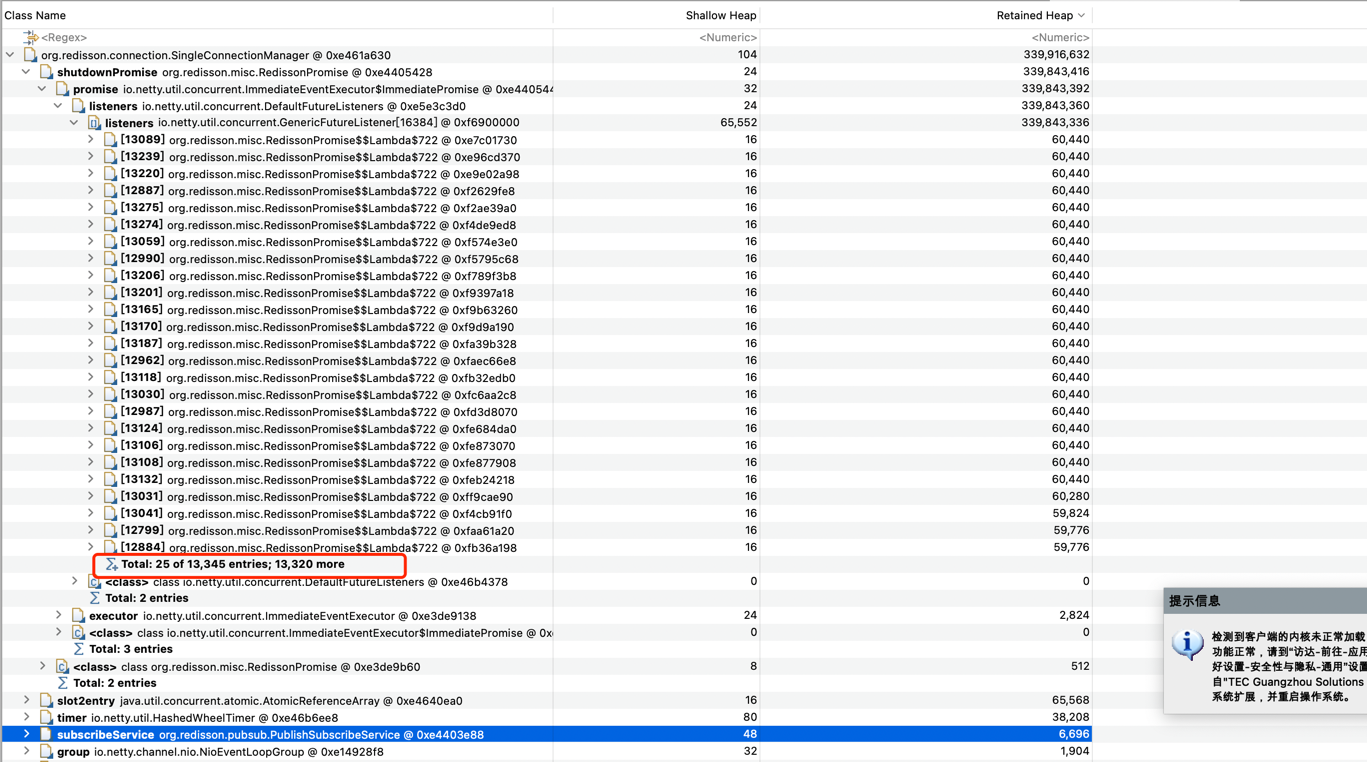 Class Name Shallow Heap Retained Heap
<Regex> <Numeric> <Numeric>
org.redisson.connection.SingleConnectionManager @ 0xe461a630 104 339,916,632
shutdownPromise org.redisson.misc.RedissonPromise @ 0xe4405428 24 339,843,416
promise io.netty.util.concurrent.ImmediateEventExecutor$ImmediatePromise @ 0xe44054 32 339,843,392
listeners io.netty.util.concurrent.DefaultFutureListeners @ 0xe5e3c3d0 24 339,843,360
listeners io.netty.util.concurrent.GenericFutureListener[16384] @ 0xf6900000 65,552 339,843,336
[13089] org.redisson.misc.RedissonPromise$$Lambda$722 @ 0xe7c01730 16 60,440
[13239] org.redisson.misc.RedissonPromise$$Lambda$722 @ 0xe96cd370 16 60,440
[13220] org.redisson.misc.RedissonPromise$$Lambda$722 @ 0xe9e02a98 16 60,440
[12887] org.redisson.misc.RedissonPromise$$Lambda$722 @ 0xf2629fe8 16 60,440
[13275] org.redisson.misc.RedissonPromise$$Lambda$722 @ 0xf2ae39a0 16 60,440
[13274] org.redisson.misc.RedissonPromise$$Lambda$722 @ 0xf4de9ed8 16 60,440
[13059] org.redisson.misc.RedissonPromise$$Lambda$722 @ 0xf574e3e0 16 60,440
[12990] org.redisson.misc.RedissonPromise$$Lambda$722 @ 0xf5795c68 16 60,440
[13206] org.redisson.misc.RedissonPromise$$Lambda$722 @ 0xf789f3b8 16 60,440
[13201] org.redisson.misc.RedissonPromise$$Lambda$722 @ 0xf9397a18 16 60,440
[13165] org.redisson.misc.RedissonPromise$$Lambda$722 @ 0xf9b63260 16 60,440
[13170] org.redisson.misc.RedissonPromise$$Lambda$722 @ 0xf9d9a190 16 60,440
[13187] org.redisson.misc.RedissonPromise$$Lambda$722 @ 0xfa39b328 16 60,440
[12962] org.redisson.misc.RedissonPromise$$Lambda$722 @ 0xfaec66e8 16 60,440
[13118] org.redisson.misc.RedissonPromise$$Lambda$722 @ 0xfb32edb0 16 60,440
[13030] org.redisson.misc.RedissonPromise$$Lambda$722 @ 0xfc6aa2c8 16 60,440
[12987] org.redisson.misc.RedissonPromise$$Lambda$722 @ 0xfd3d8070 16 60,440
[13124] org.redisson.misc.RedissonPromise$$Lambda$722 @ 0xfe684da0 16 60,440
[13106] org.redisson.misc.RedissonPromise$$Lambda$722 @ 0xfe873070 16 60,440
[13108] org.redisson.misc.RedissonPromise$$Lambda$722 @ 0xfe877908 16 60,440
[13132] org.redisson.misc.RedissonPromise$$Lambda$722 @ 0xfeb24218 16 60,440
[13031] org.redisson.misc.RedissonPromise$$Lambda$722 @ 0xff9cae90 16 60,280
[13041] org.redisson.misc.RedissonPromise$$Lambda$722 @ 0xf4cb91f0 16 59,824
[12799] org.redisson.misc.RedissonPromise$$Lambda$722 @ 0xfaa61a20 16 59,776
[12884] org.redisson.misc.RedissonPromise$$Lambda$722 @ 0xfb36a198 16 59,776
Total: 25 of 13,345 entries; 13,320 more
<class> class io.netty.util.concurrent.DefaultFutureListeners @ 0xe46b4378 0 0
Total: 2 entries
executor io.netty.util.concurrent.ImmediateEventExecutor @ 0xe3de9138 24 2,824
<class> class io.netty.util.concurrent.ImmediateEventExecutor$ImmediatePromise @ 0x 0 0
Total: 3 entries
<class> class org.redisson.misc.RedissonPromise @ 0xe3de9b60 8 512
Total: 2 entries
slot2entry java.util.concurrent.atomic.AtomicReferenceArray @ 0xe4640ea0 16 65,568
timer io.netty.util.HashedWheelTimer @ 0xe46b6ee8 80 38,208
subscribeService org.redisson.pubsub.PublishSubscribeService @ 0xe4403e88 48 6,696
group io.netty.channel.nio.NioEventLoopGroup @ 0xe14928f8 32 1,904
提示信息
检测到客户端的内核未正常加载
功能正常，请到"访达-前往-应用
好设置-安全性与隐私-通用"设置
自"TEC Guangzhou Solutions
系统扩展，并重启操作系统。